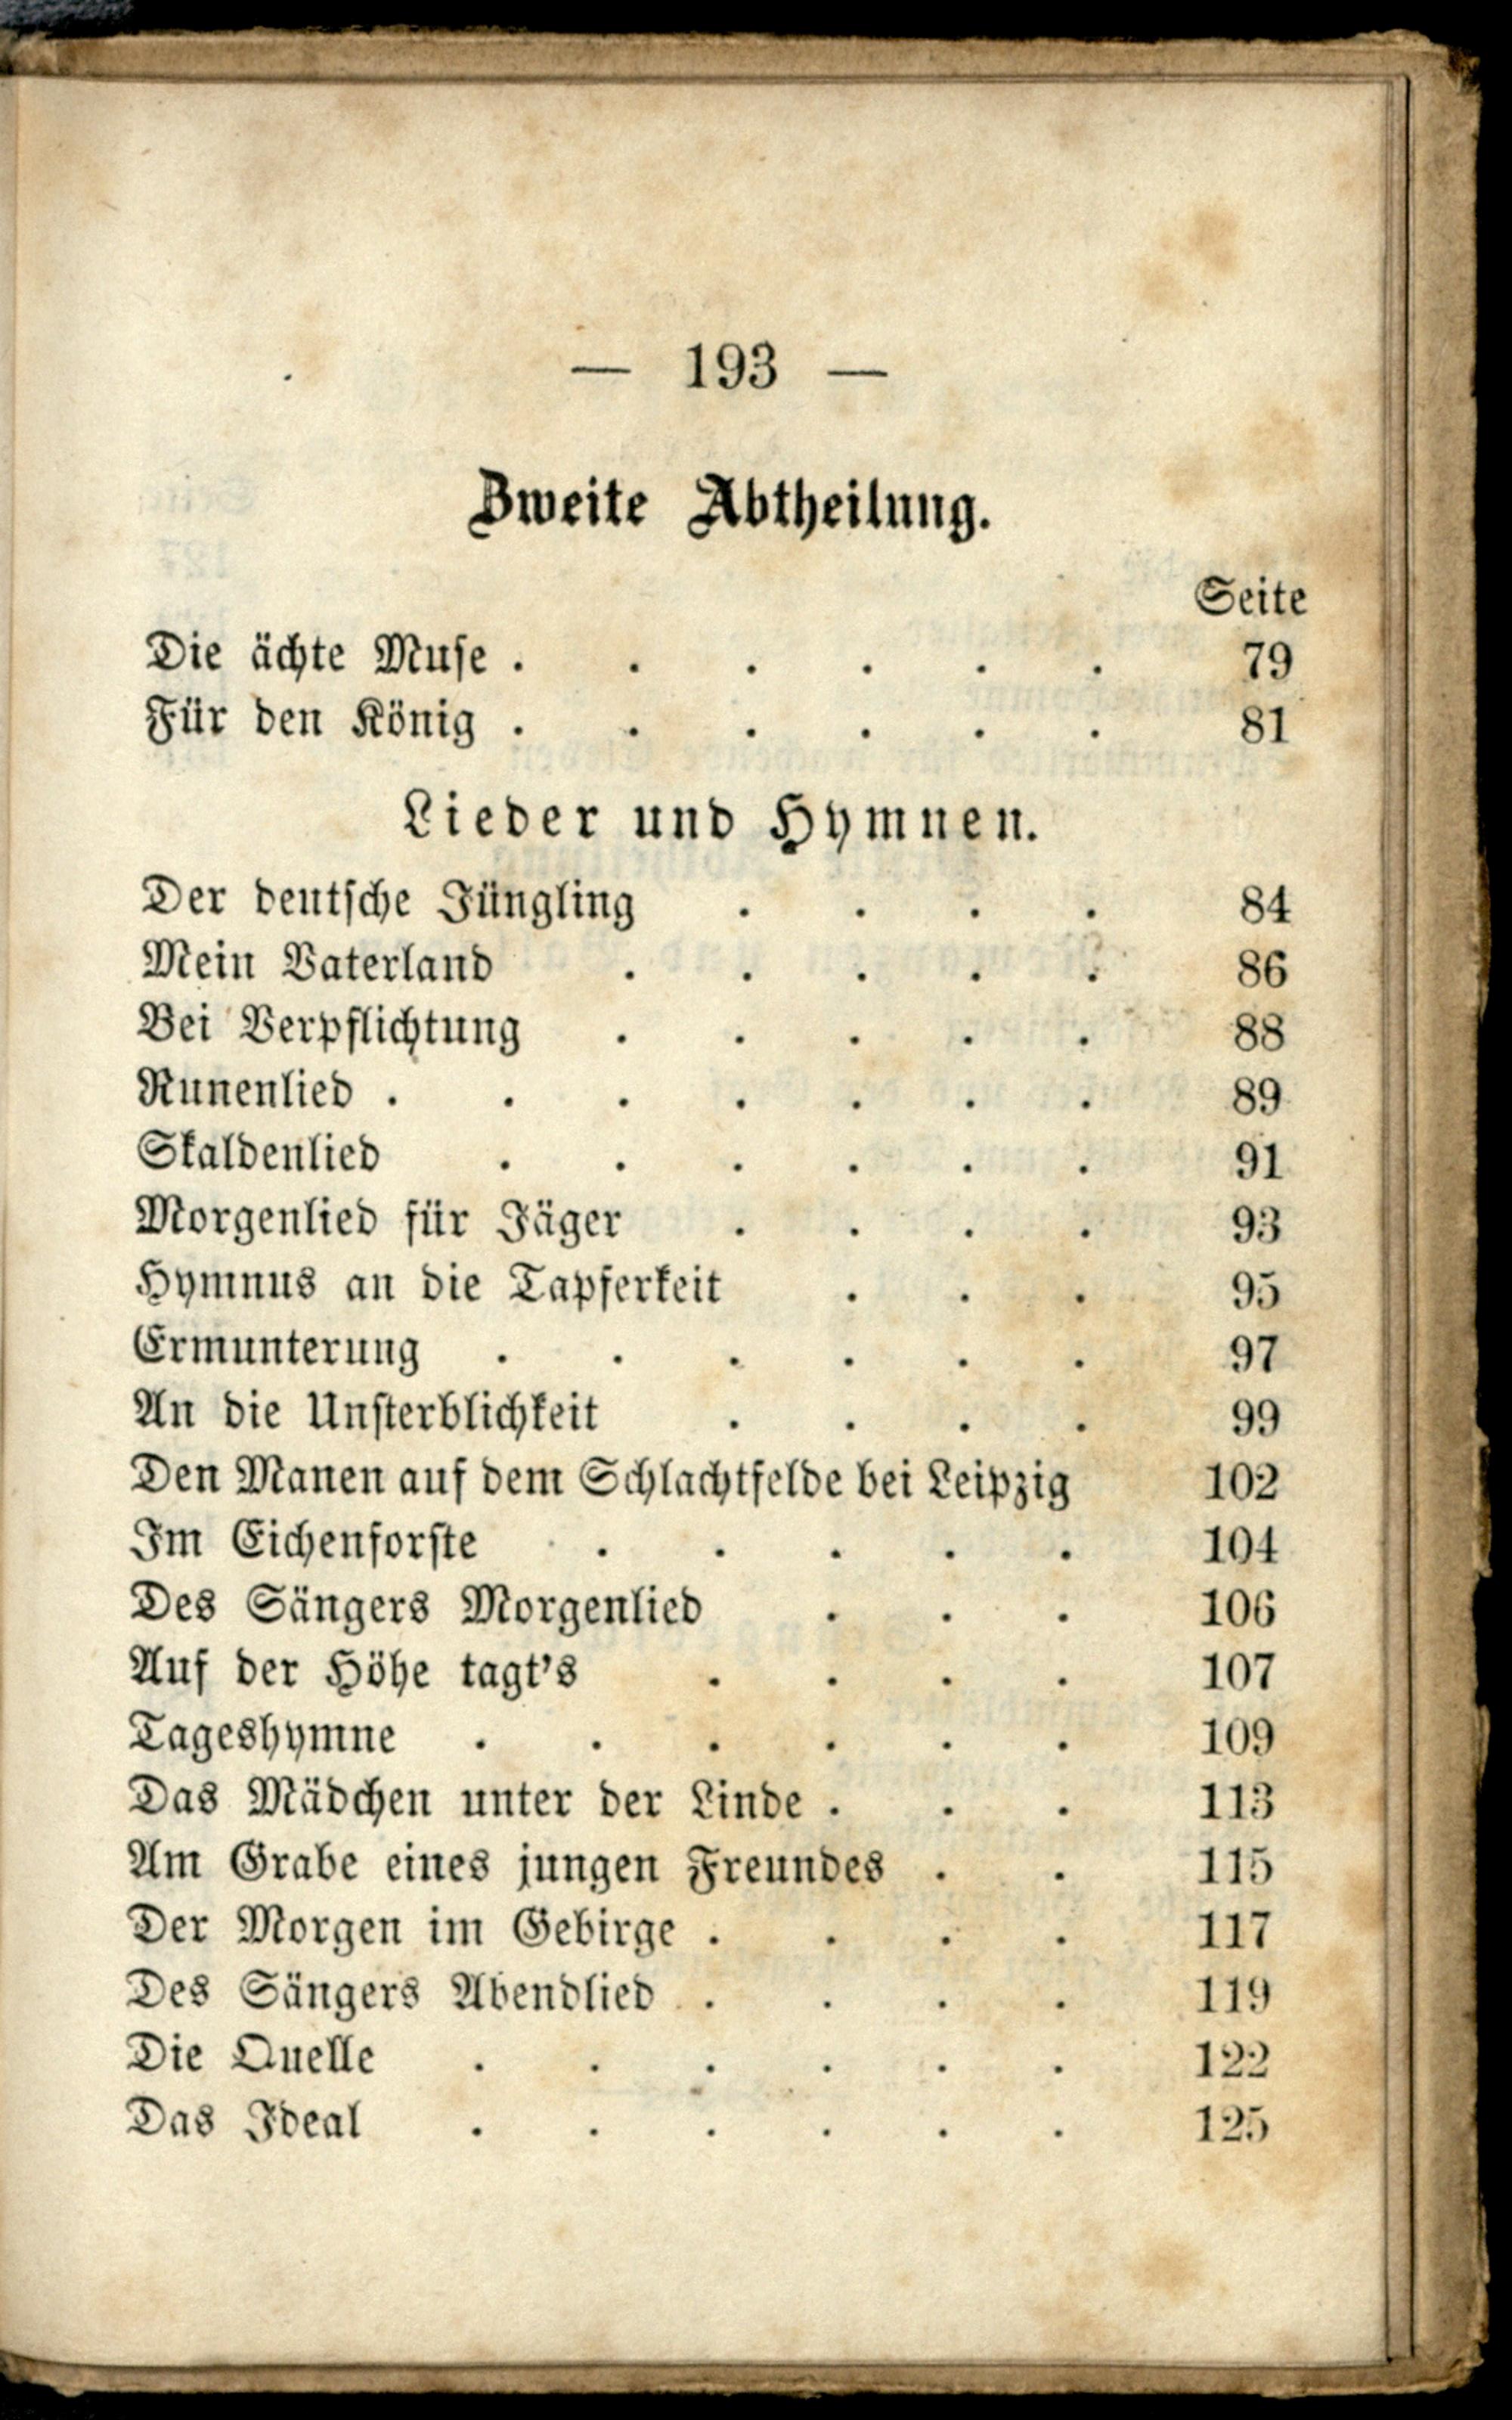 — 193 —
Zweite Abtheilung.
Seite
Die ächte Muse . . . . . . 79
Für den König . . . . . . 81
Lieder und Hymnen.
Der deutsche Jüngling . . . . 84
Mein Vaterland . . . . . 86
Bei Verpflichtung . . . . . 88
Runenlied . . . . . . . 89
Skaldenlied . . . . . . 91
Morgenlied für Jäger . . . . 93
Hymnus an die Tapferkeit . . . 95
Ermunterung . . . . . . 97
An die Unsterblichkeit . . . . 99
Den Manen auf dem Schlachtfelde bei Leipzig 102
Im Eichenforste . . . . . 104
Des Sängers Morgenlied . . . 106
Auf der Höhe tagt's . . . . 107
Tageshymne . . . . . . 109
Das Mädchen unter der Linde . . . 113
Am Grabe eines jungen Freundes . . 115
Der Morgen im Gebirge . . . . 117
Des Sängers Abendlied . . . . 119
Die Quelle . . . . . . 122
Das Ideal . . . . . . 125